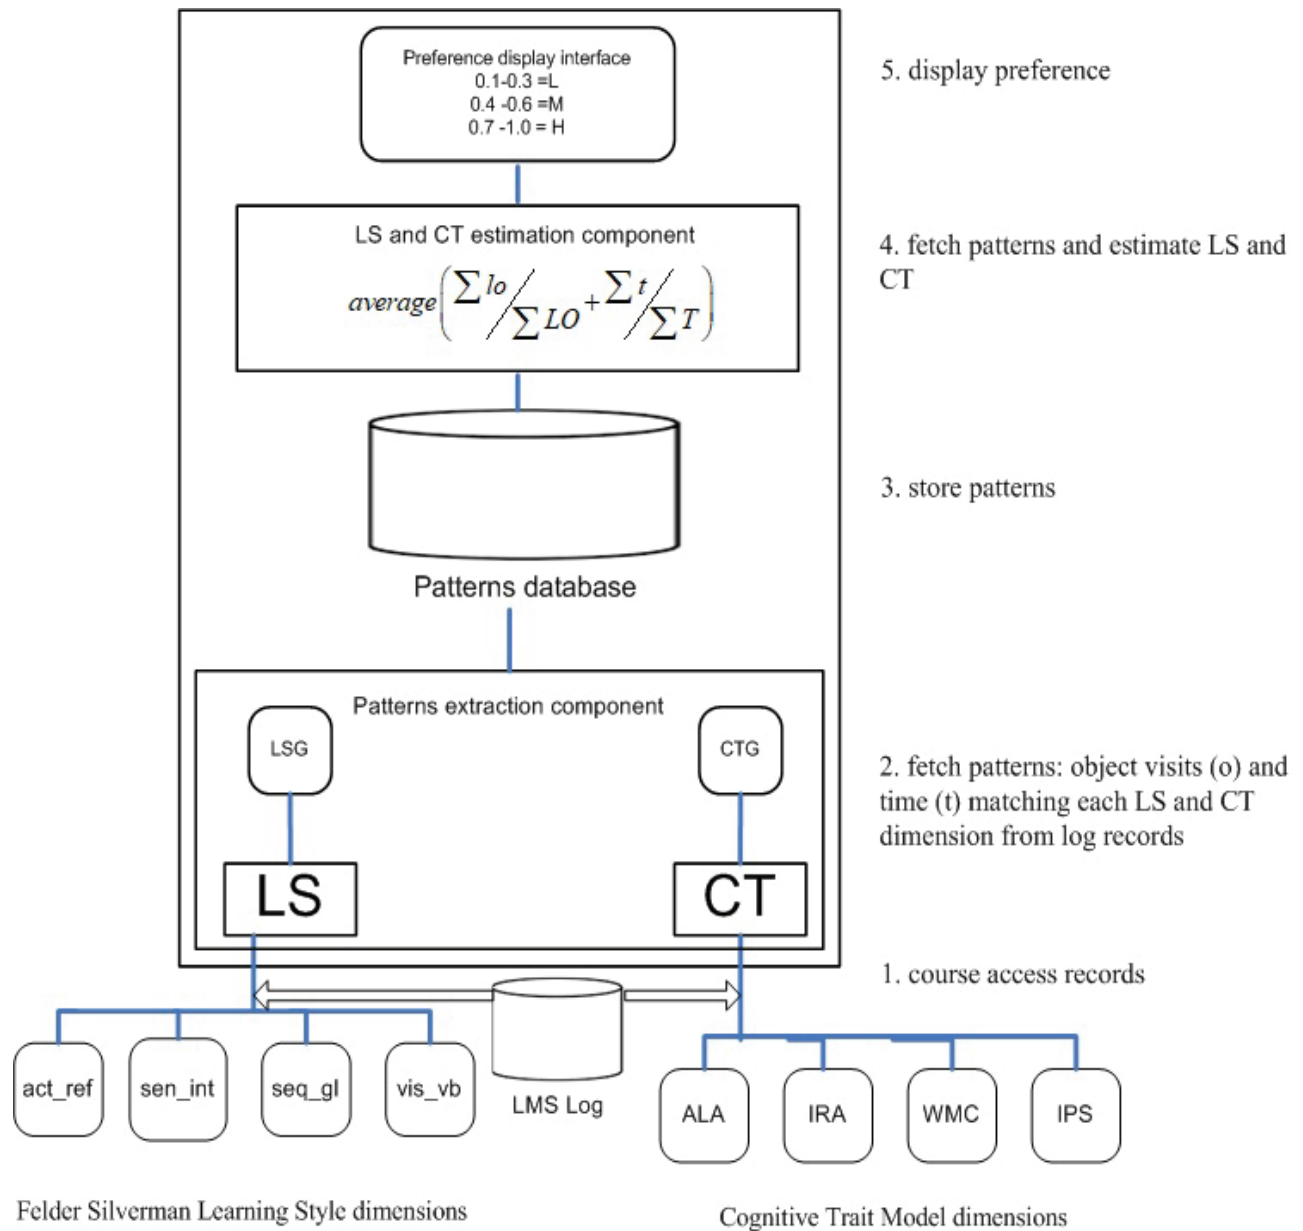 Preference display interface
0.1-0.3 =L
0.4 -0.6 =M
0.7 -1.0 = H
5. display preference
LS and CT estimation component
average(∑lo/∑LO + ∑t/∑T)
4. fetch patterns and estimate LS and
CT
3. store patterns
Patterns database
Patterns extraction component
LSG
CTG
LS
CT
2. fetch patterns: object visits (o) and
time (t) matching each LS and CT
dimension from log records
1. course access records
act_ref
sen_int
seq_gl
vis_vb
LMS Log
ALA
IRA
WMC
IPS
Felder Silverman Learning Style dimensions
Cognitive Trait Model dimensions